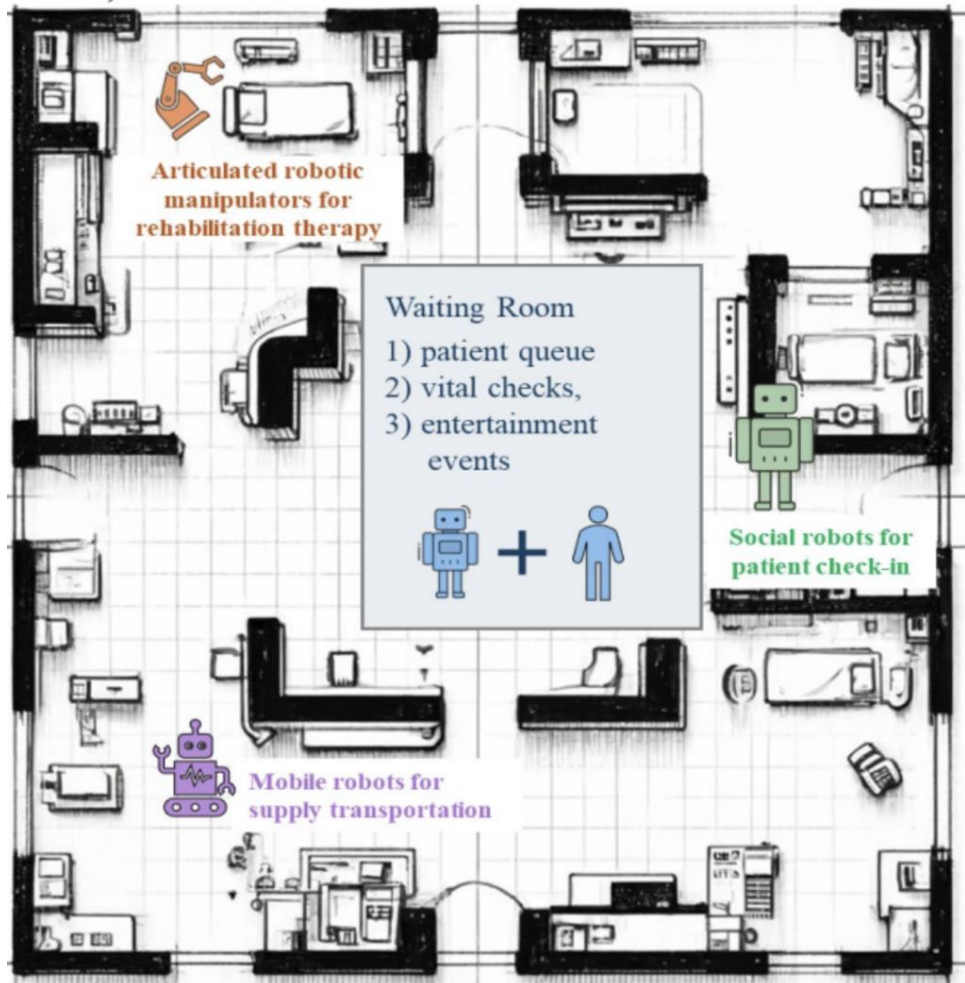 Articulated robotic
manipulators for
rehabilitation therapy
Waiting Room
1) patient queue
2) vital checks,
3) entertainment
events
Social robots for
patient check-in
Mobile robots for
supply transportation